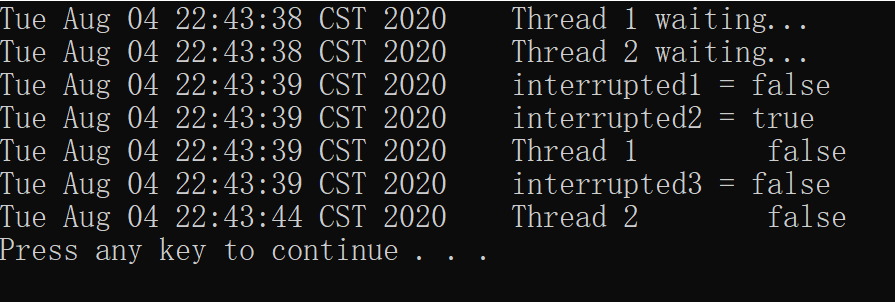 Tue Aug 04 22:43:38 CST 2020    Thread 1 waiting...
Tue Aug 04 22:43:38 CST 2020    Thread 2 waiting...
Tue Aug 04 22:43:39 CST 2020    interrupted1 = false
Tue Aug 04 22:43:39 CST 2020    interrupted2 = true
Tue Aug 04 22:43:39 CST 2020    Thread 1        false
Tue Aug 04 22:43:39 CST 2020    interrupted3 = false
Tue Aug 04 22:43:44 CST 2020    Thread 2        false
Press any key to continue . . .